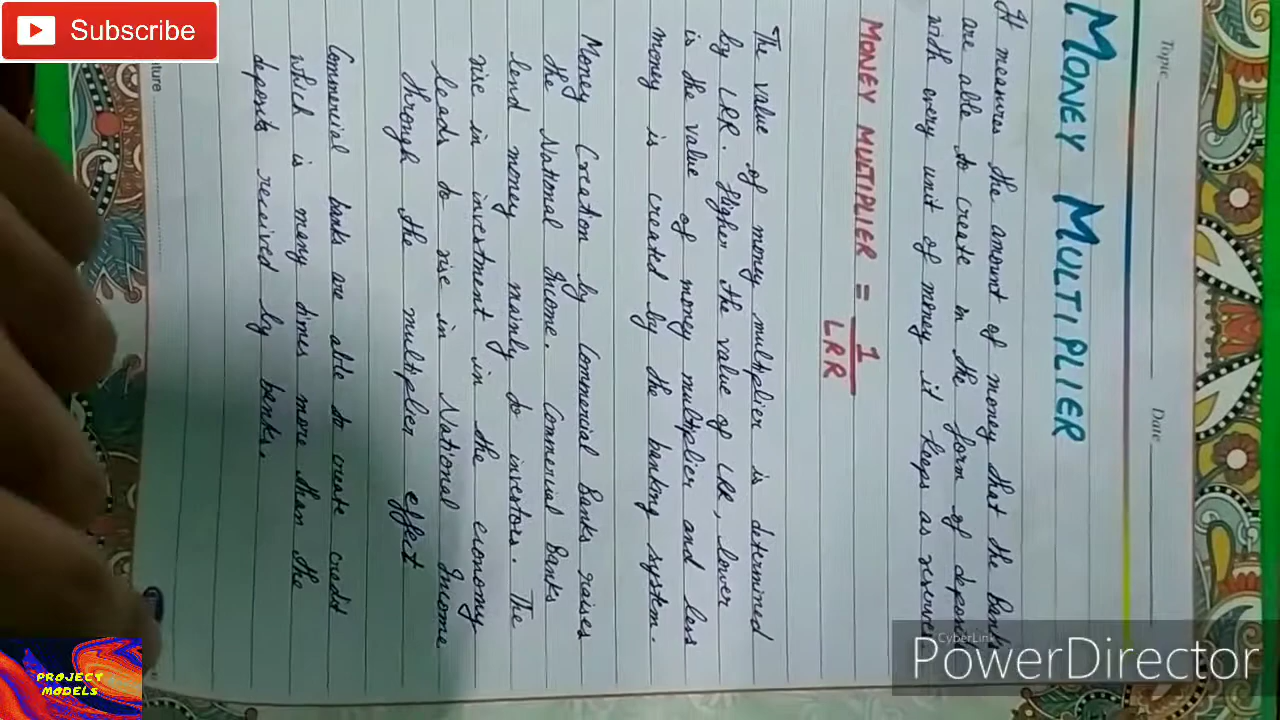 Subscribe
Topic
Date
MONEY MULTIPLIER
It measures the amount of money that the banks
are able to create in the form of deposits
with every unit of money it keeps as reserves
MONEY MULTIPLIER = 1
LRR
The value of money multiplier is determined
by LRR. Higher the value of LRR, lower
is the value of money multiplier and less
money is created by the banking system.
Money Creation by Commercial Banks raises
the National Income. Commercial Banks
lend money mainly to investors. The
rise in investment in the economy
leads to rise in National Income
through the multiplier effect
Commercial banks are able to create credit
which is many times more than the
deposits received by banks.
CyberLink
PowerDirector
PROJECT
MODELS